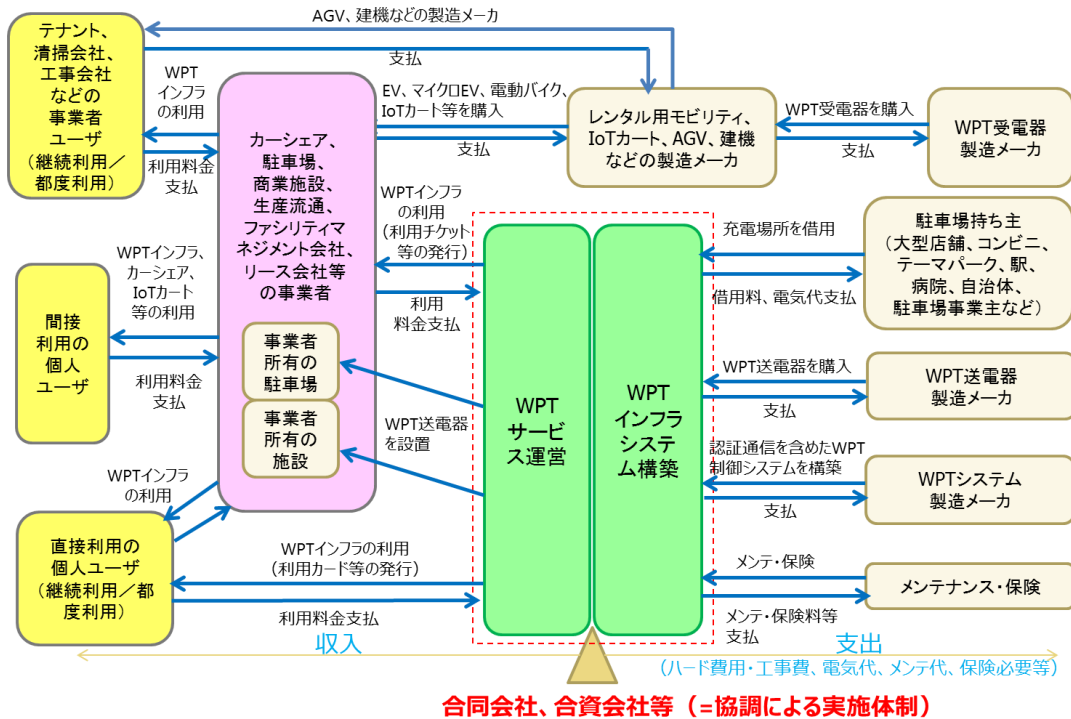 AGV、建機などの製造メーカ
支払
テナント、
清掃会社、
工事会社
などの
事業者
ユーザ
(継続利用／
都度利用)
WPT
インフラ
の利用
利用料金
支払
EV、マイクロEV、電動バイク、
IoTカート等を購入
支払
レンタル用モビリティ、
IoTカート、AGV、建機
などの製造メーカ
WPT受電器を購入
支払
WPT受電器
製造メーカ
カーシェア、
駐車場、
商業施設、
生産流通、
ファシリティマ
ネジメント会社、
リース会社等
の事業者
WPTインフラ
の利用
(利用チケット
等の発行)
利用
料金支払
充電場所を借用
借用料、電気代支払
駐車場持ち主
(大型店舗、コンビニ、
テーマパーク、駅、
病院、自治体、
駐車場事業主など)
WPTインフラ、
カーシェア、
IoTカート
等の利用
間接
利用の
個人
ユーザ
利用料金
支払
事業者
所有の
駐車場
事業者
所有の
施設
WPT送電器
を設置
WPT
サービ
ス運営
WPT
インフラ
システ
ム構築
WPT送電器を購入
支払
WPT送電器
製造メーカ
認証通信を含めたWPT
制御システムを構築
支払
WPTシステム
製造メーカ
WPTインフラ
の利用
直接利用の
個人ユーザ
(継続利用／都
度利用)
WPTインフラの利用
(利用カード等の発行)
利用料金支払
メンテ・保険
メンテ・保険料等
支払
メンテナンス・保険
収入
支出
(ハード費用・工事費、電気代、メンテ代、保険必要等)
合同会社、合資会社等（=協調による実施体制）